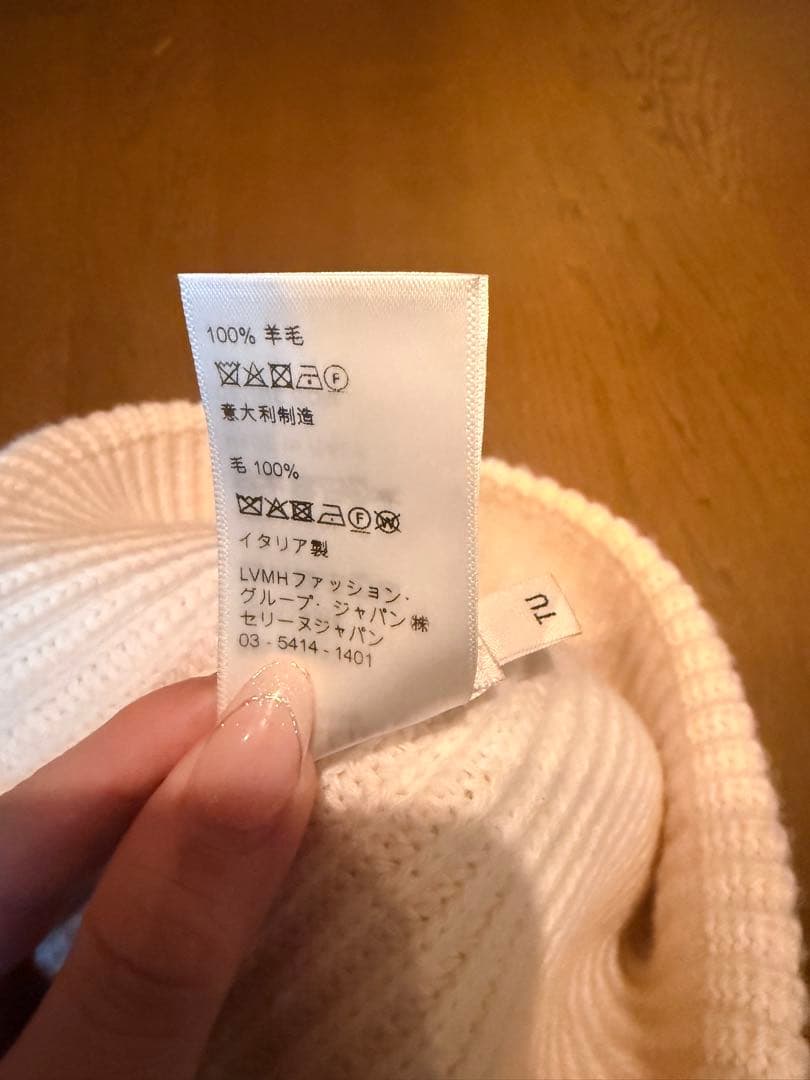 100% 羊毛
F
意大利制造
毛 100%
F W
イタリア製
LVMHファッション・
グループ・ジャパン㈱
セリーヌジャパン
03 - 5414 - 1401
TU